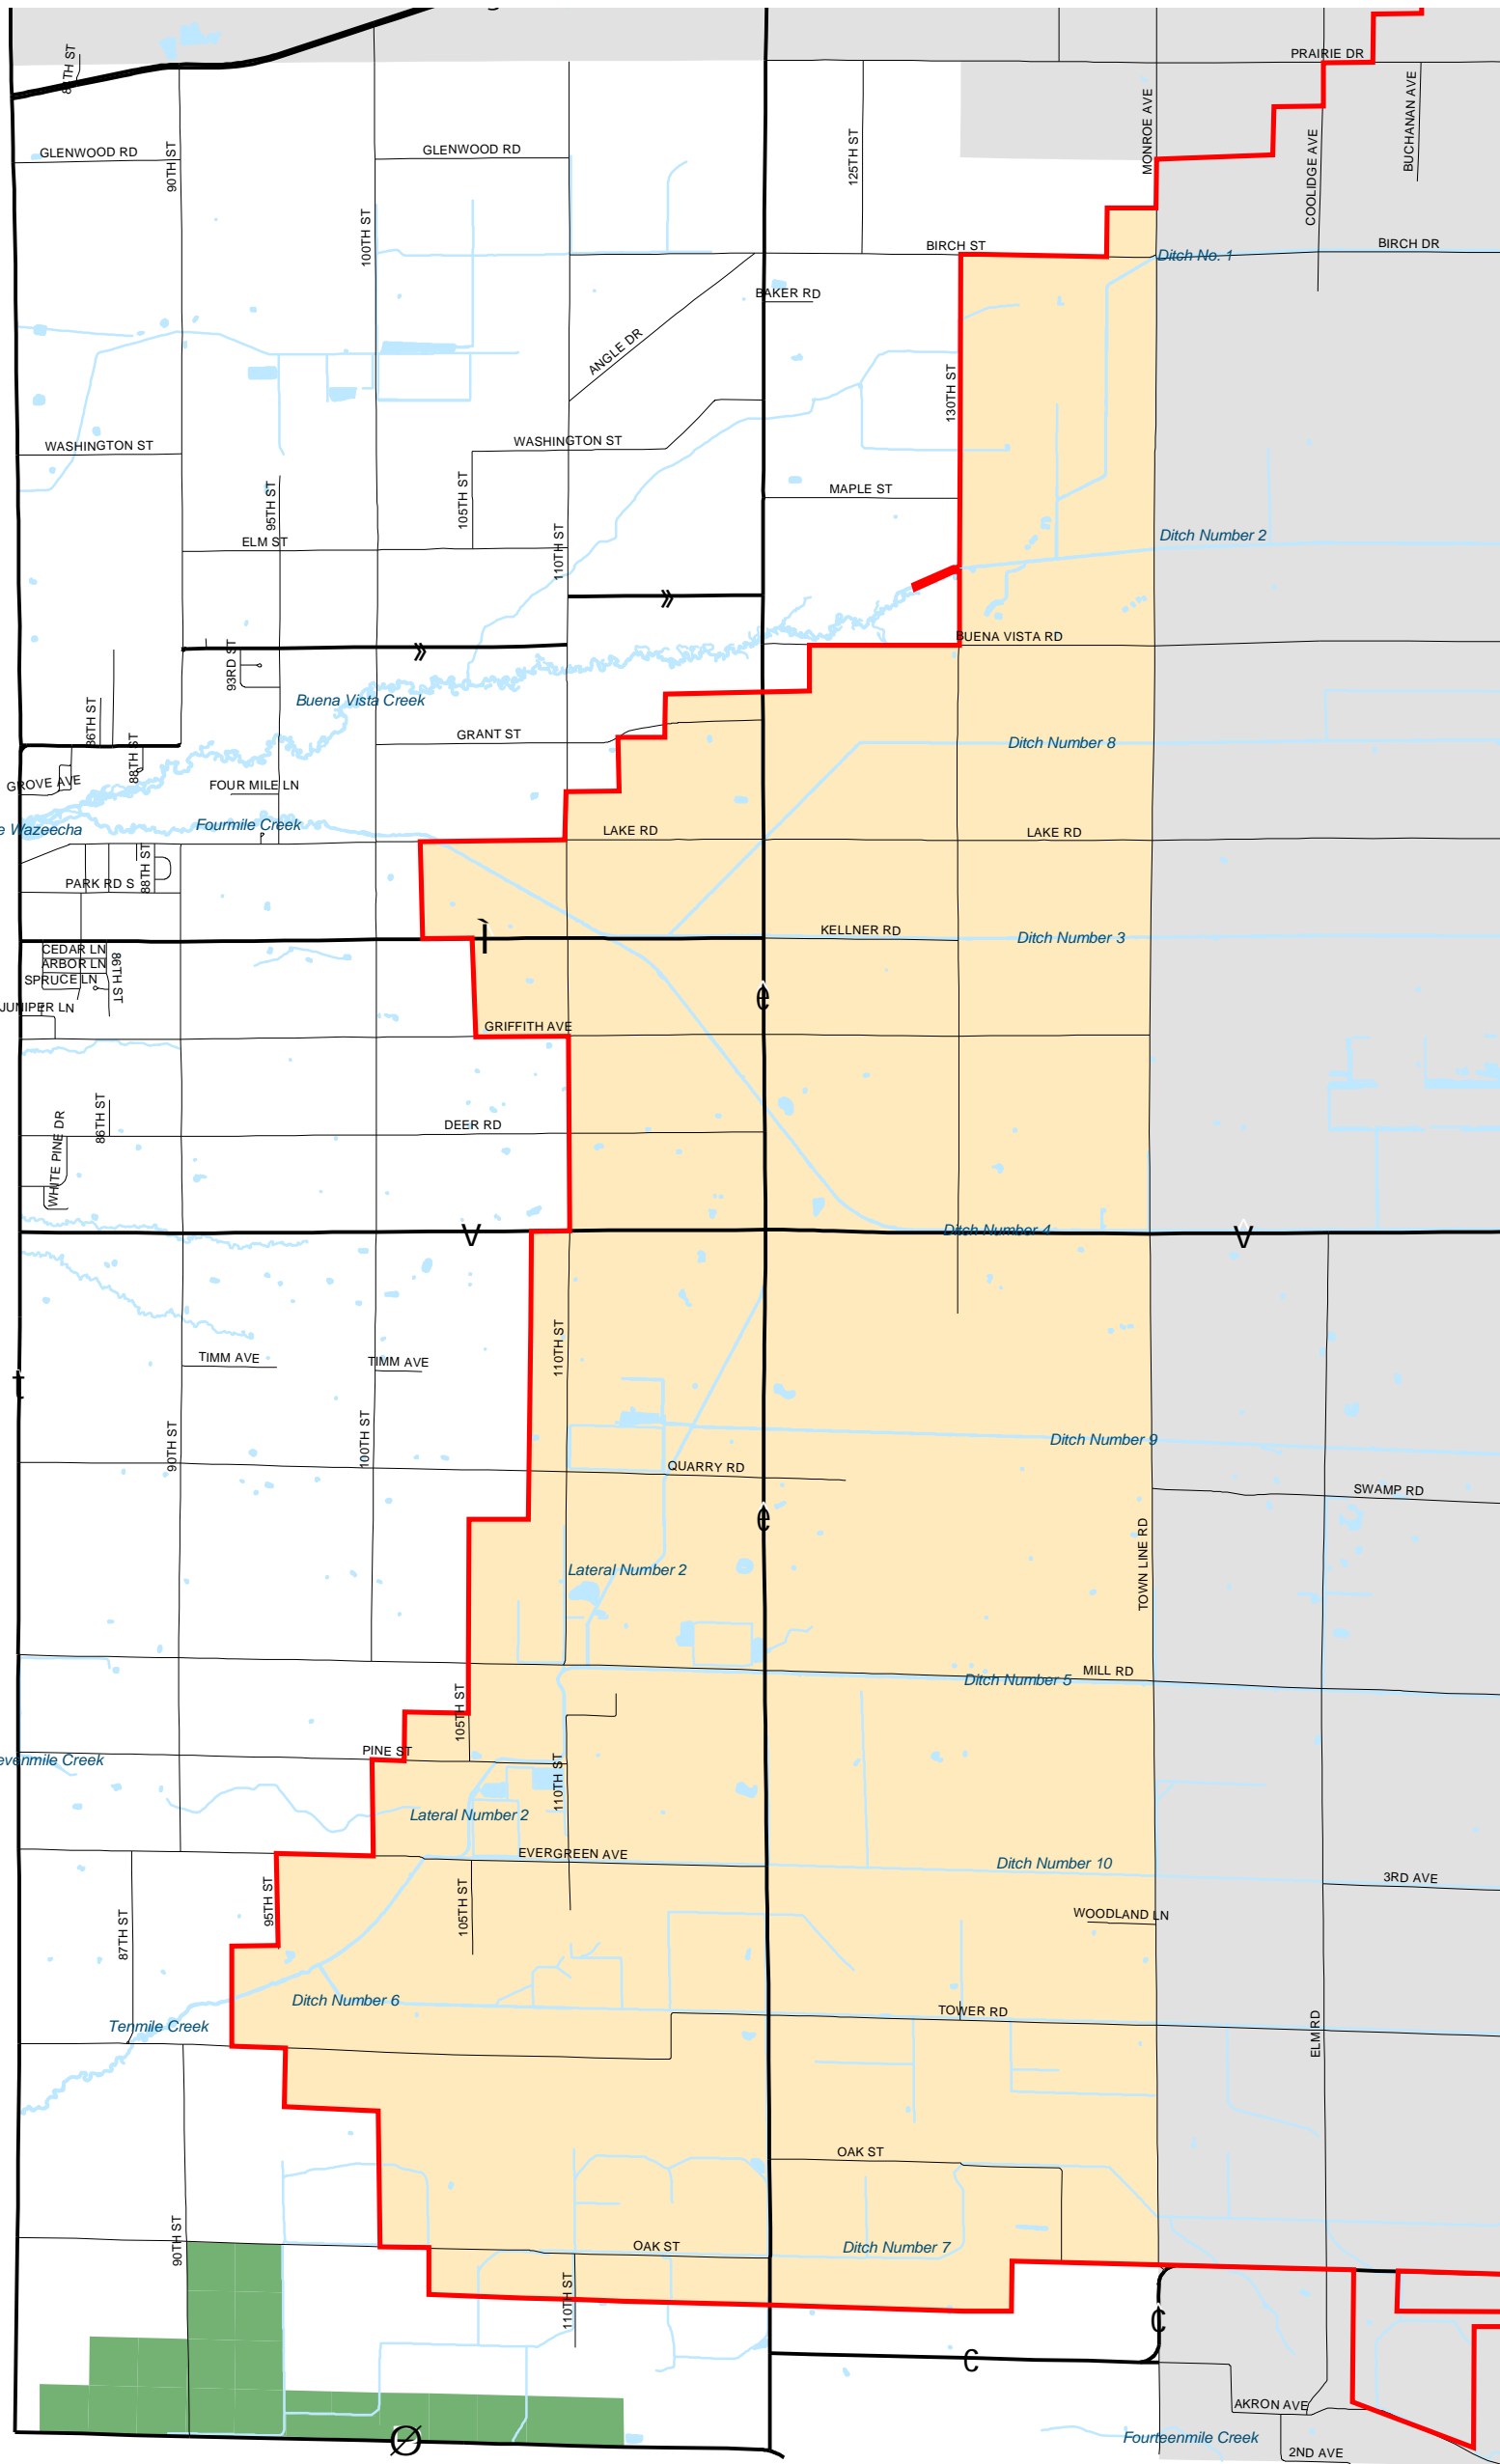 PRAIRIE DR
MONROE AVE
BUCHANAN AVE
COOLIDGE AVE
GLENWOOD RD
90TH ST
GLENWOOD RD
125TH ST
100TH ST
BIRCH ST
BIRCH DR
Ditch No. 1
BAKER RD
ANGLE DR
130TH ST
WASHINGTON ST
WASHINGTON ST
95TH ST
105TH ST
MAPLE ST
ELM ST
110TH ST
Ditch Number 2
BUENA VISTA RD
93RD ST
Buena Vista Creek
86TH ST
88TH ST
GRANT ST
Ditch Number 8
GROVE AVE
FOUR MILE LN
Wazeecha
Fourmile Creek
LAKE RD
LAKE RD
88TH ST
PARK RD S
KELLNER RD
Ditch Number 3
CEDAR LN
ARBOR LN
SPRUCE LN
86TH ST
JUNIPER LN
e
GRIFFITH AVE
86TH ST
DEER RD
WHITE PINE DR
V
Ditch Number 4
V
TIMM AVE
TIMM AVE
110TH ST
t
90TH ST
100TH ST
Ditch Number 9
QUARRY RD
SWAMP RD
e
TOWN LINE RD
Lateral Number 2
MILL RD
Ditch Number 5
105TH ST
PINE ST
evenmile Creek
110TH ST
Lateral Number 2
EVERGREEN AVE
Ditch Number 10
3RD AVE
95TH ST
105TH ST
87TH ST
WOODLAND LN
Ditch Number 6
TOWER RD
Tenmile Creek
ELM RD
OAK ST
90TH ST
OAK ST
Ditch Number 7
110TH ST
C
C
AKRON AVE
Fourteenmile Creek
2ND AVE